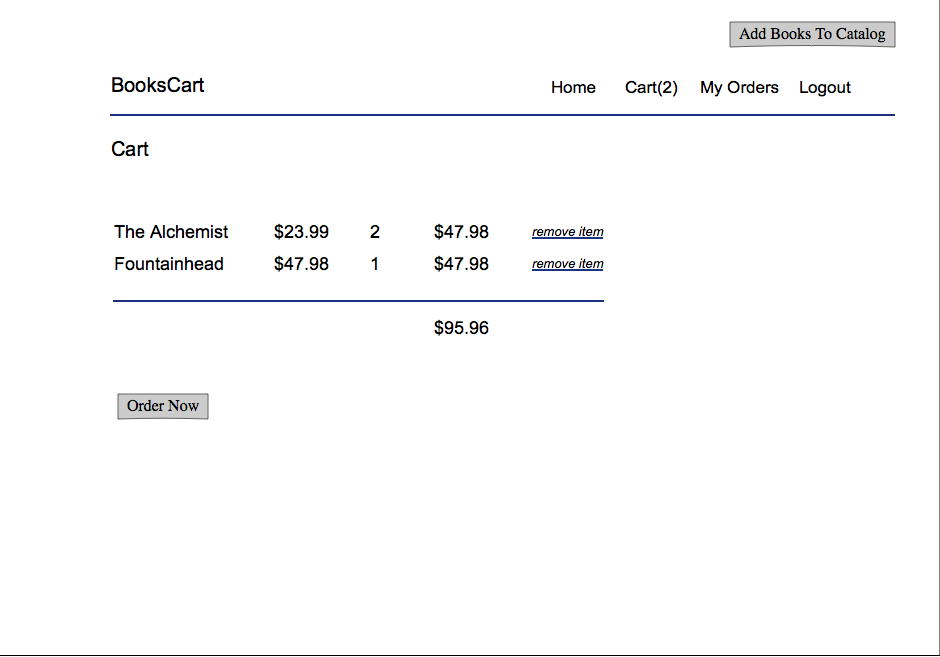 Add Books To Catalog
BooksCart Home Cart(2) My Orders Logout
Cart
The Alchemist $23.99 2 $47.98 remove item
Fountainhead $47.98 1 $47.98 remove item
$95.96
Order Now